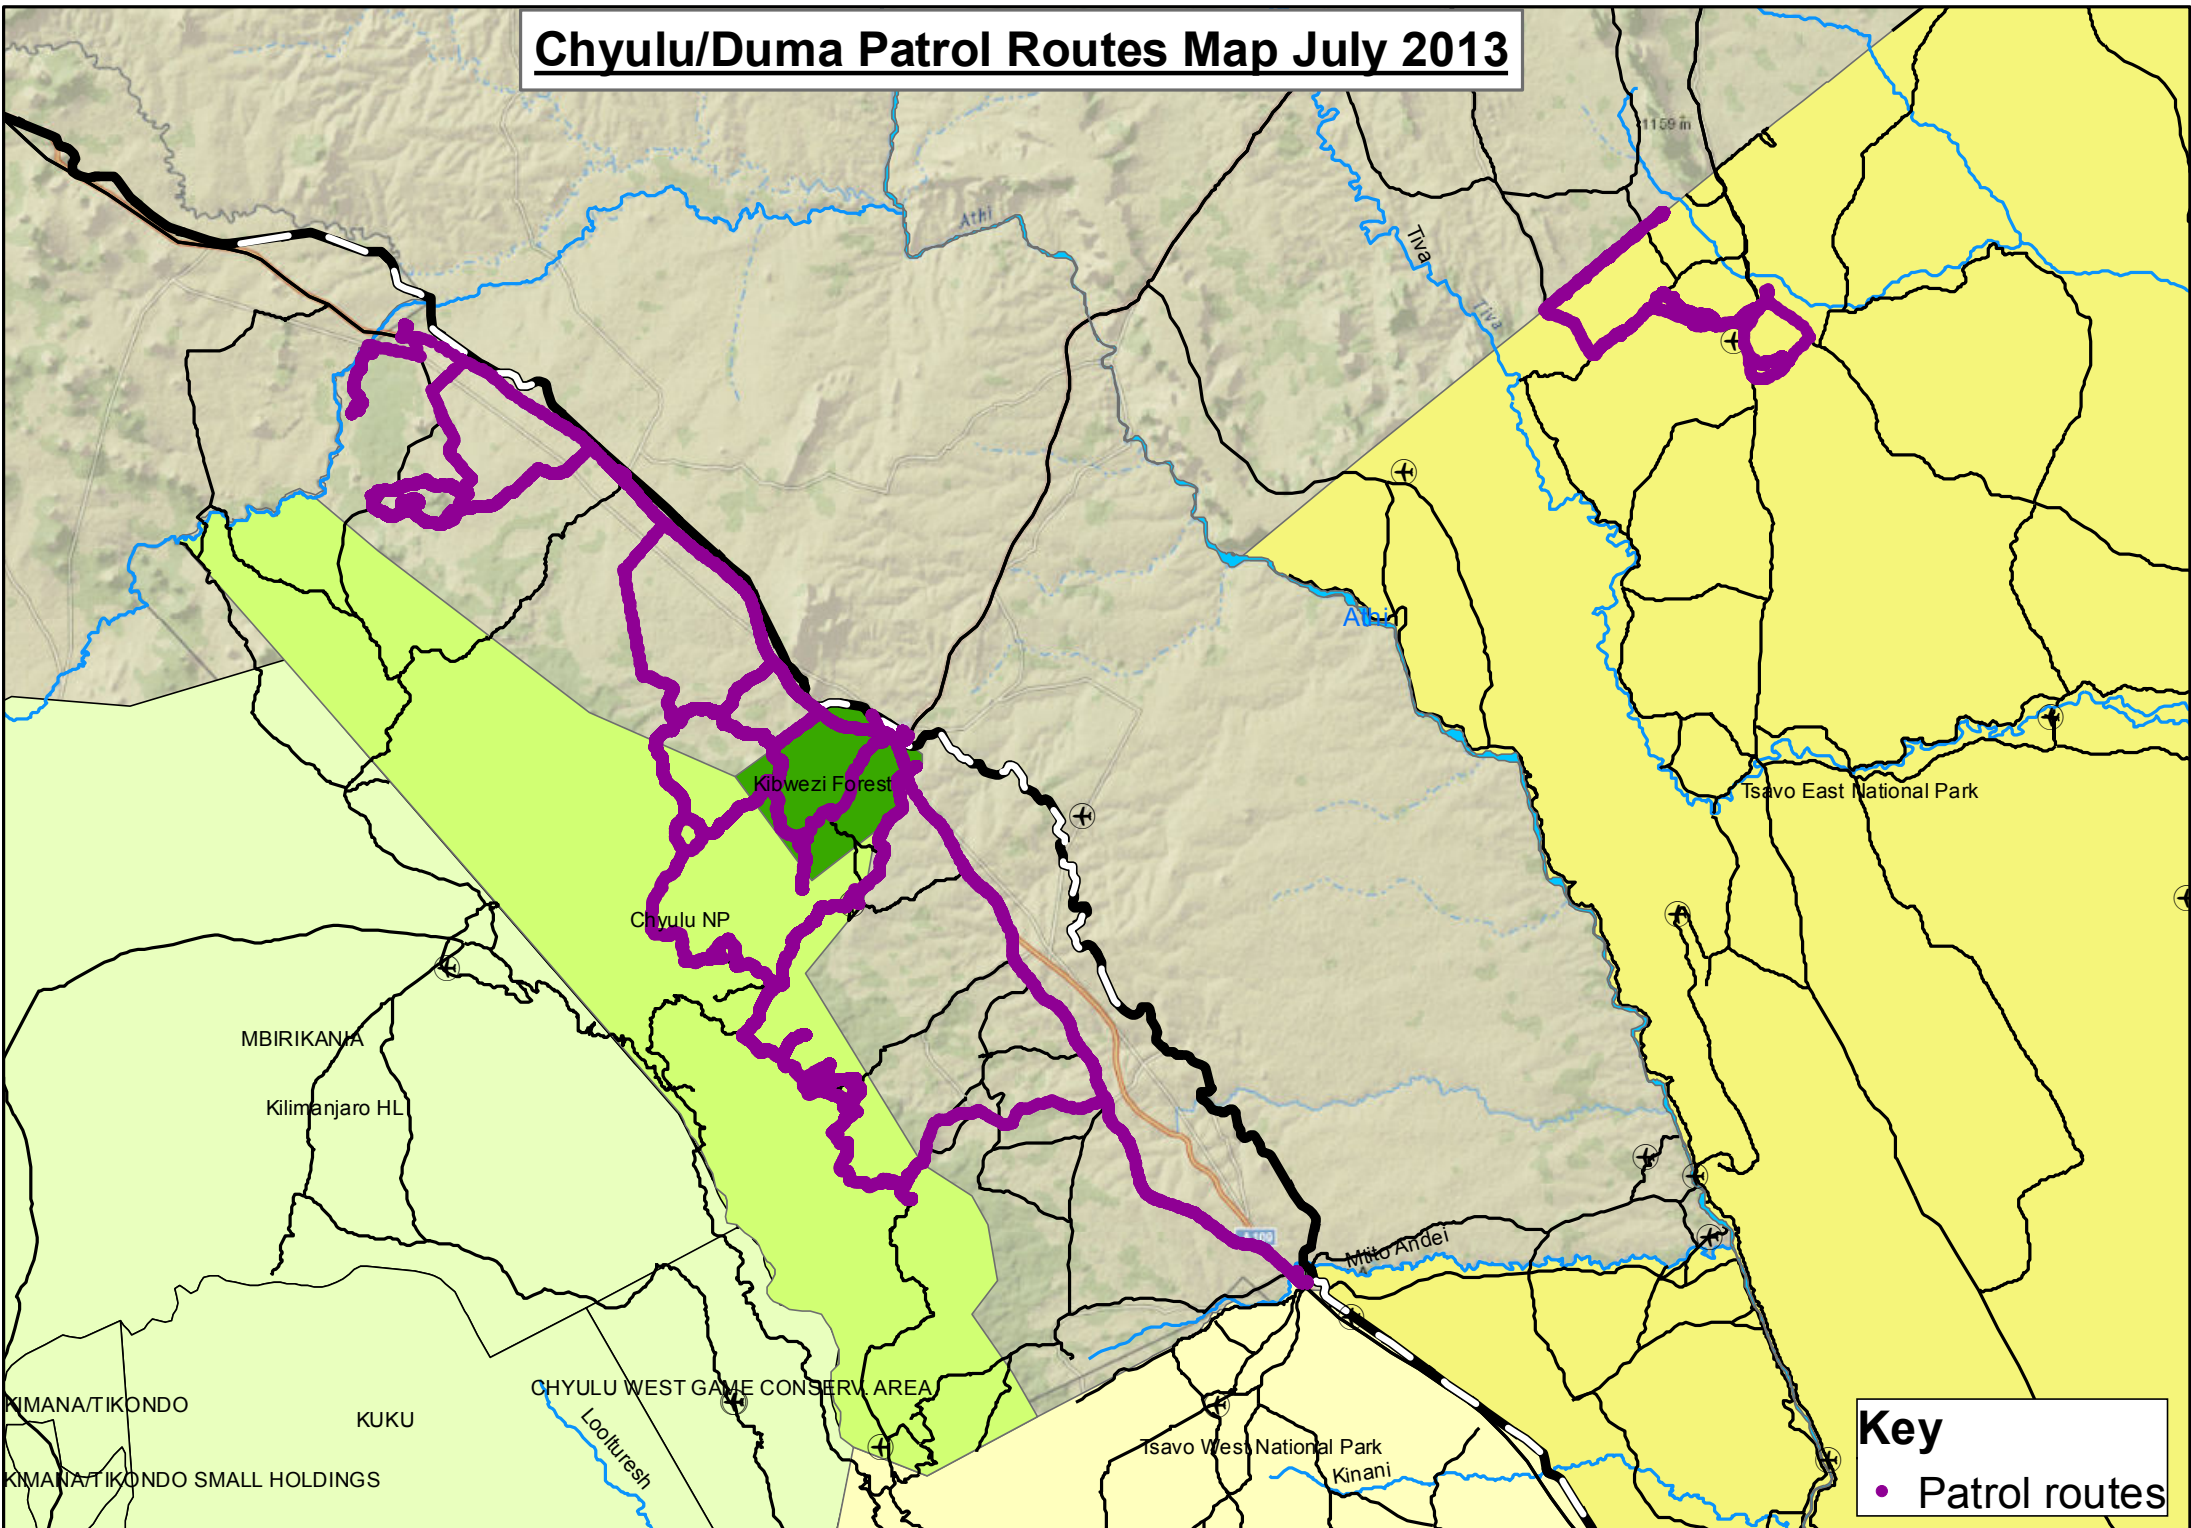 Chyulu/Duma Patrol Routes Map July 2013
1159 m
Athi
Tiva
Tiva
Athi
Kibwezi Forest
Tsavo East National Park
Chyulu NP
MBIRIKANIA
Kilimanjaro HL
A 109
Mtito Andei
CHYULU WEST GAME CONSERV. AREA
KIMANA/TIKONDO
KUKU
Loolturesh
Tsavo West National Park
Kinani
KIMANA/TIKONDO SMALL HOLDINGS
Key
Patrol routes